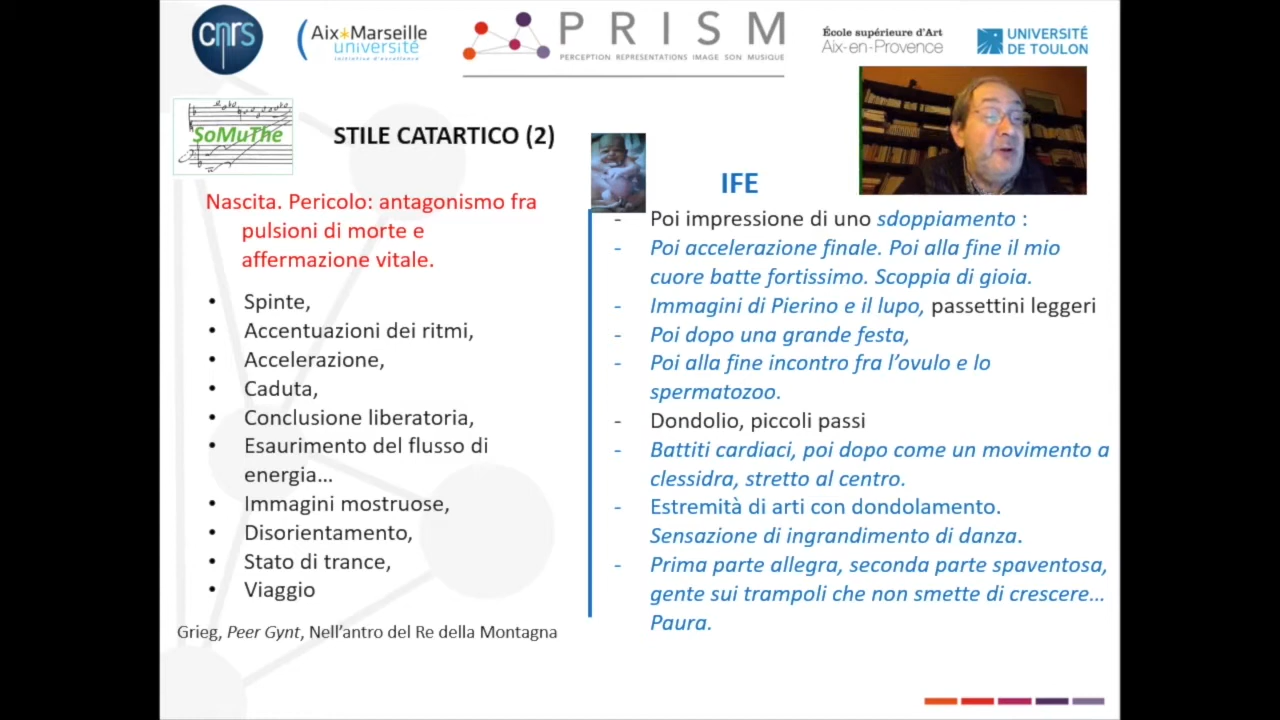 cnrs
Aix*Marseille
université
Initiative d'excellence
PRISM
PERCEPTION REPRESENTATIONS IMAGE SON MUSIQUE
École supérieure d'Art
Aix-en-Provence
UNIVERSITÉ
DE TOULON
SoMuThe
STILE CATARTICO (2)
Nascita. Pericolo: antagonismo fra
pulsioni di morte e
affermazione vitale.
• Spinte,
• Accentuazioni dei ritmi,
• Accelerazione,
• Caduta,
• Conclusione liberatoria,
• Esaurimento del flusso di
energia…
• Immagini mostruose,
• Disorientamento,
• Stato di trance,
• Viaggio
Grieg, Peer Gynt, Nell’antro del Re della Montagna
IFE
- Poi impressione di uno sdoppiamento :
- Poi accelerazione finale. Poi alla fine il mio
cuore batte fortissimo. Scoppia di gioia.
- Immagini di Pierino e il lupo, passettini leggeri
- Poi dopo una grande festa,
- Poi alla fine incontro fra l’ovulo e lo
spermatozoo.
- Dondolio, piccoli passi
- Battiti cardiaci, poi dopo come un movimento a
clessidra, stretto al centro.
- Estremità di arti con dondolamento.
Sensazione di ingrandimento di danza.
- Prima parte allegra, seconda parte spaventosa,
gente sui trampoli che non smette di crescere…
Paura.